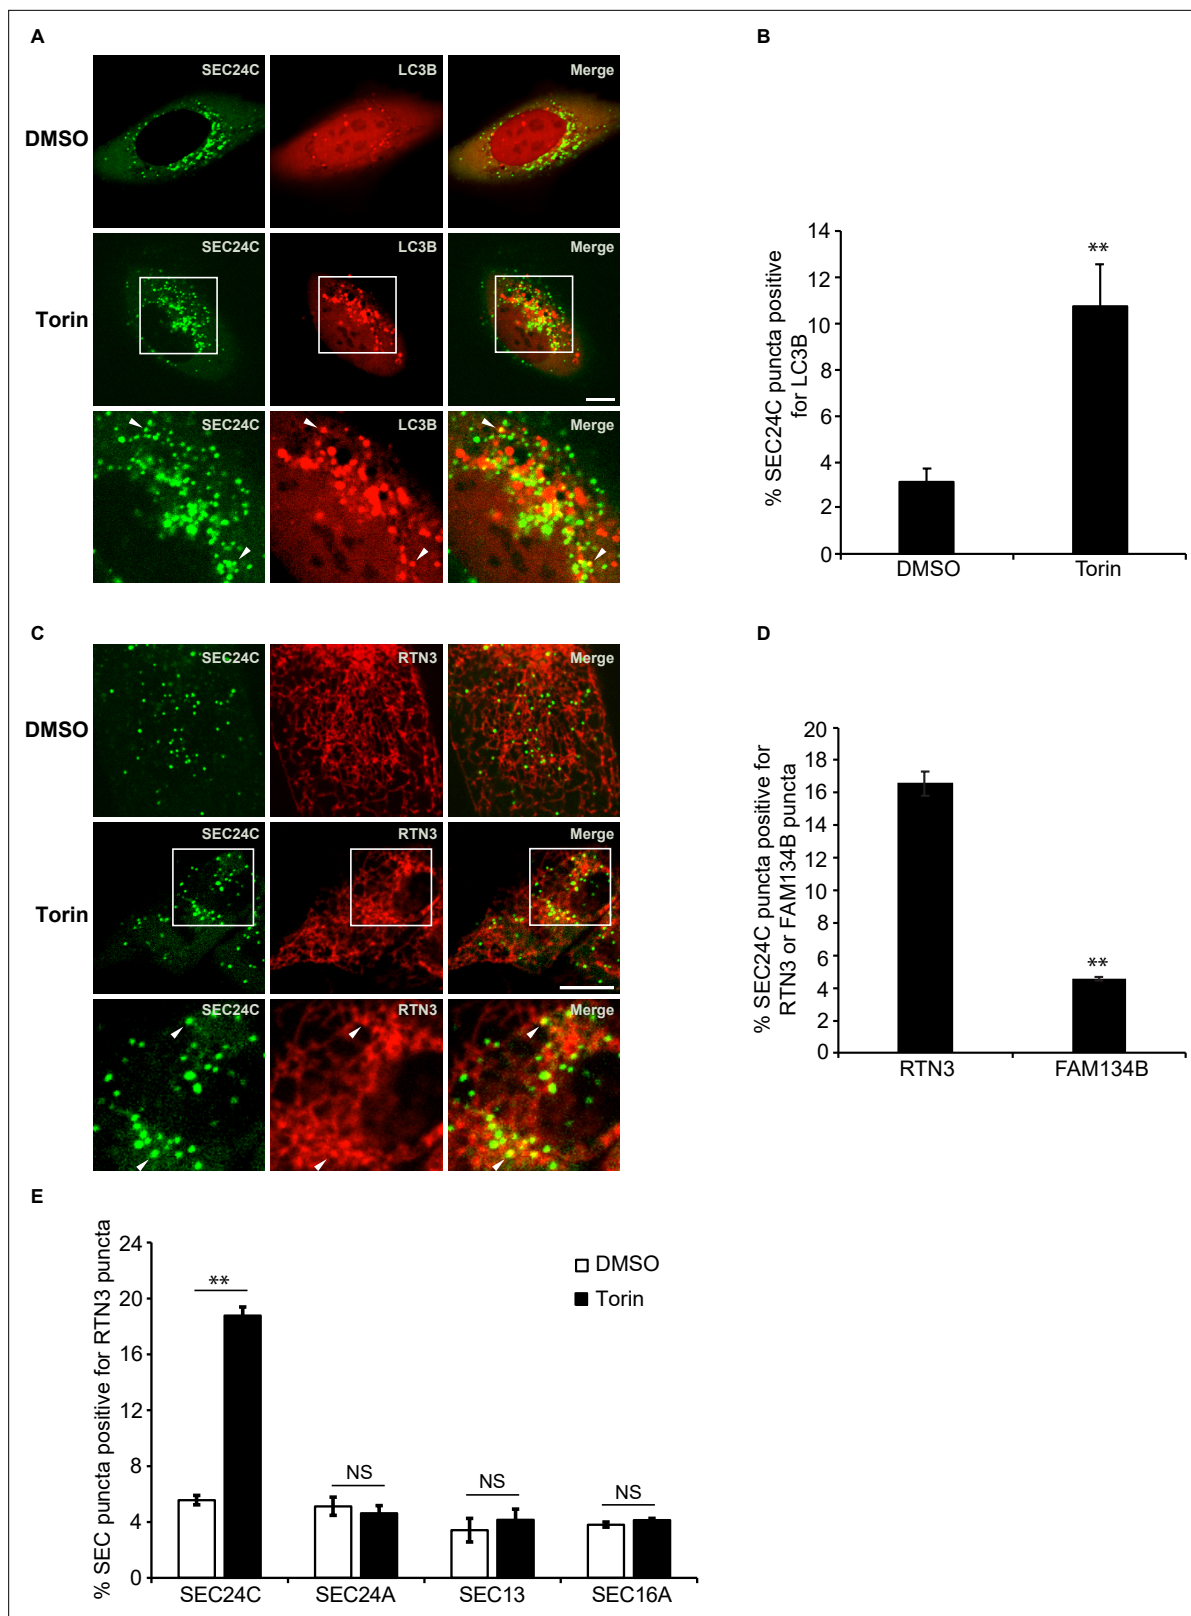 A
SEC24C
LC3B
Merge
DMSO
SEC24C
LC3B
Merge
Torin
SEC24C
LC3B
Merge
B
% SEC24C puncta positive
for LC3B
14
12
10
8
6
4
2
0
**
DMSO
Torin
C
SEC24C
RTN3
Merge
DMSO
SEC24C
RTN3
Merge
Torin
SEC24C
RTN3
Merge
D
% SEC24C puncta positive for
RTN3 or FAM134B puncta
20
18
16
14
12
10
8
6
4
2
0
**
RTN3
FAM134B
E
% SEC puncta positive for RTN3 puncta
24
20
16
12
8
4
0
DMSO
Torin
**
NS
NS
NS
SEC24C
SEC24A
SEC13
SEC16A